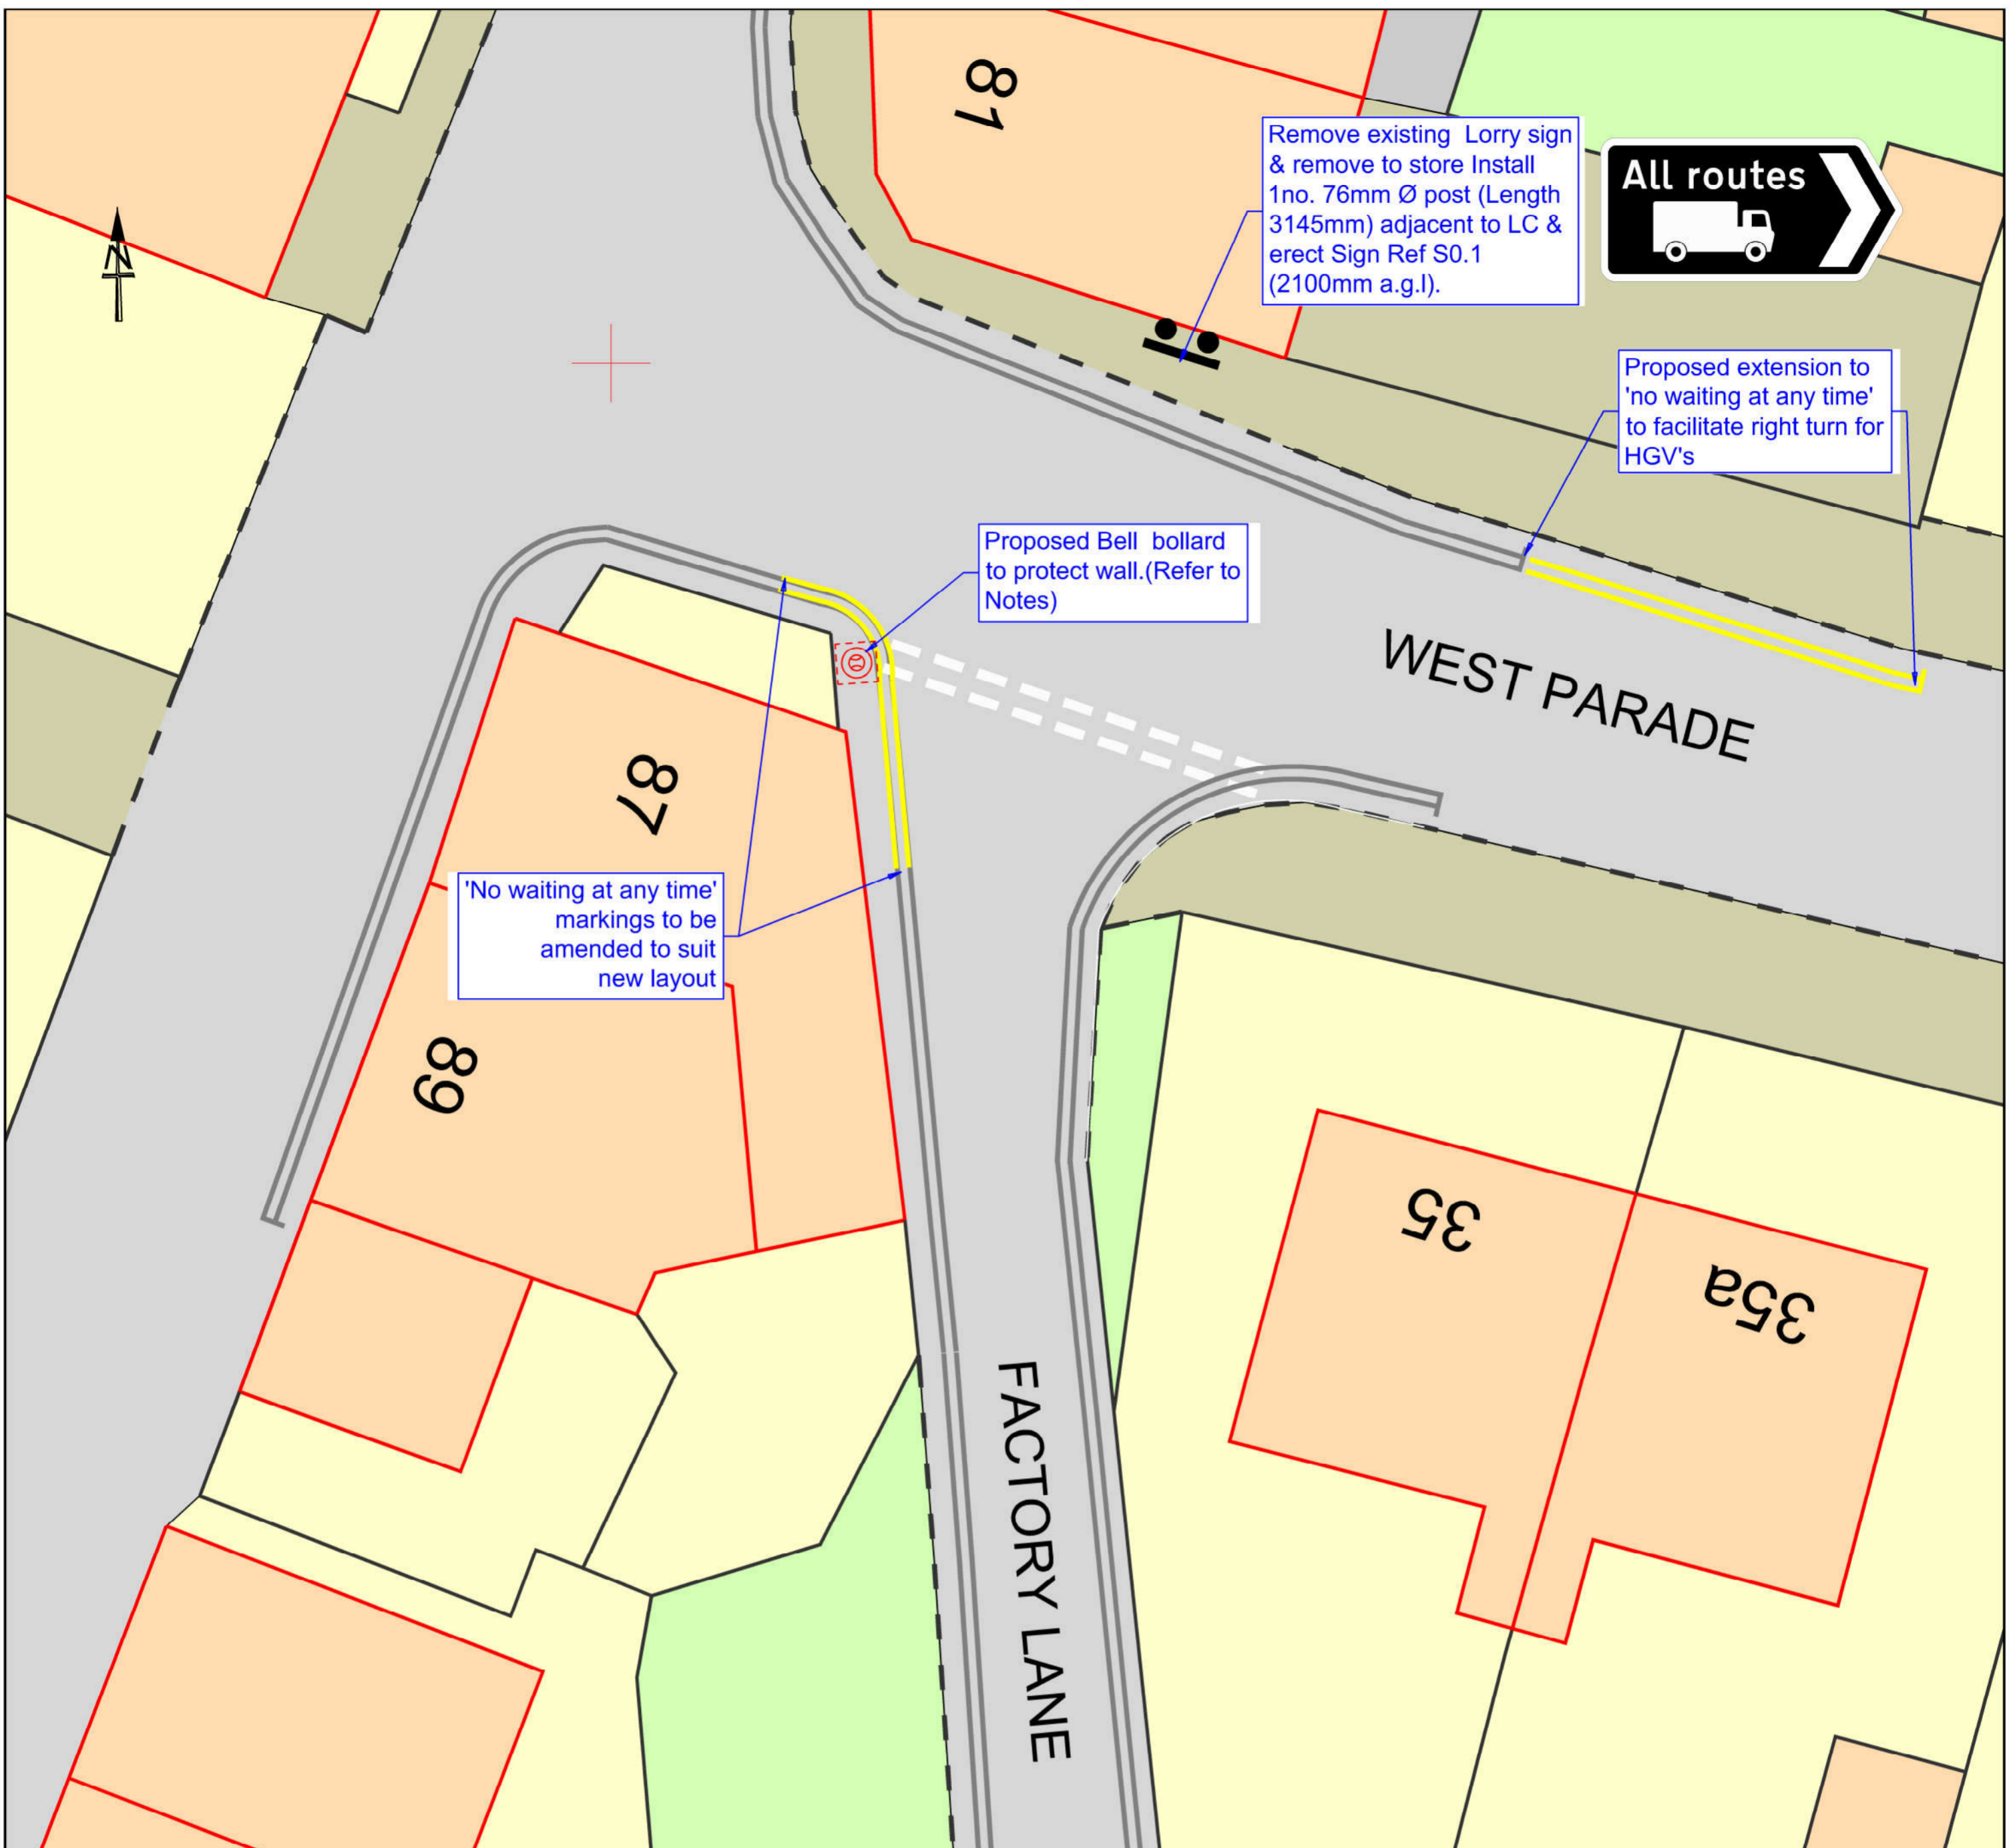 81
Remove existing Lorry sign
& remove to store Install
1no. 76mm Ø post (Length
3145mm) adjacent to LC &
erect Sign Ref S0.1
(2100mm a.g.l).
All routes
N
Proposed extension to
'no waiting at any time'
to facilitate right turn for
HGV's
Proposed Bell bollard
to protect wall.(Refer to
Notes)
WEST PARADE
87
'No waiting at any time'
markings to be
amended to suit
new layout
89
35
35a
FACTORY LANE